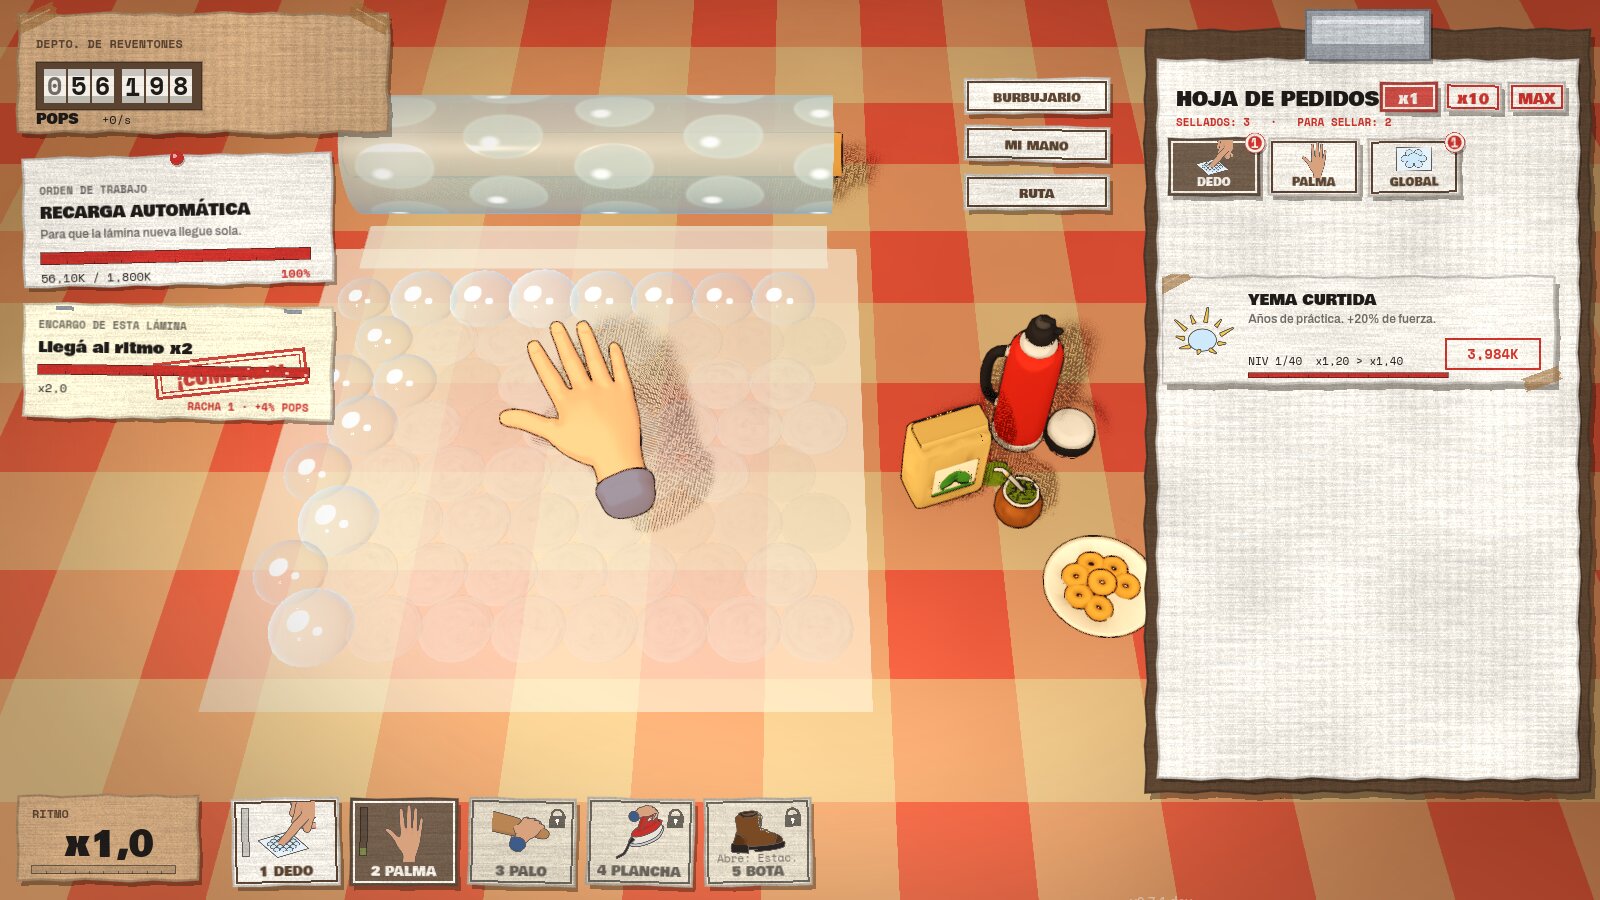 DEPTO. DE REVENTONES
056198
POPS +0/s
ORDEN DE TRABAJO
RECARGA AUTOMÁTICA
Para que la lámina nueva llegue sola.
56,10K / 1,800K 100%
ENCARGO DE ESTA LÁMINA
Llegá al ritmo x2
x2,0
RACHA 1 · +4% POPS
BURBUJARIO
MI MANO
RUTA
HOJA DE PEDIDOS x1 x10 MAX
SELLADOS: 3 · PARA SELLAR: 2
1 1
DEDO PALMA GLOBAL
YEMA CURTIDA
Años de práctica. +20% de fuerza.
NIV 1/40 x1,20 > x1,40
3,984K
RITMO
x1,0
1 DEDO
2 PALMA
3 PALO
4 PLANCHA
Abre: Estac.
5 BOTA